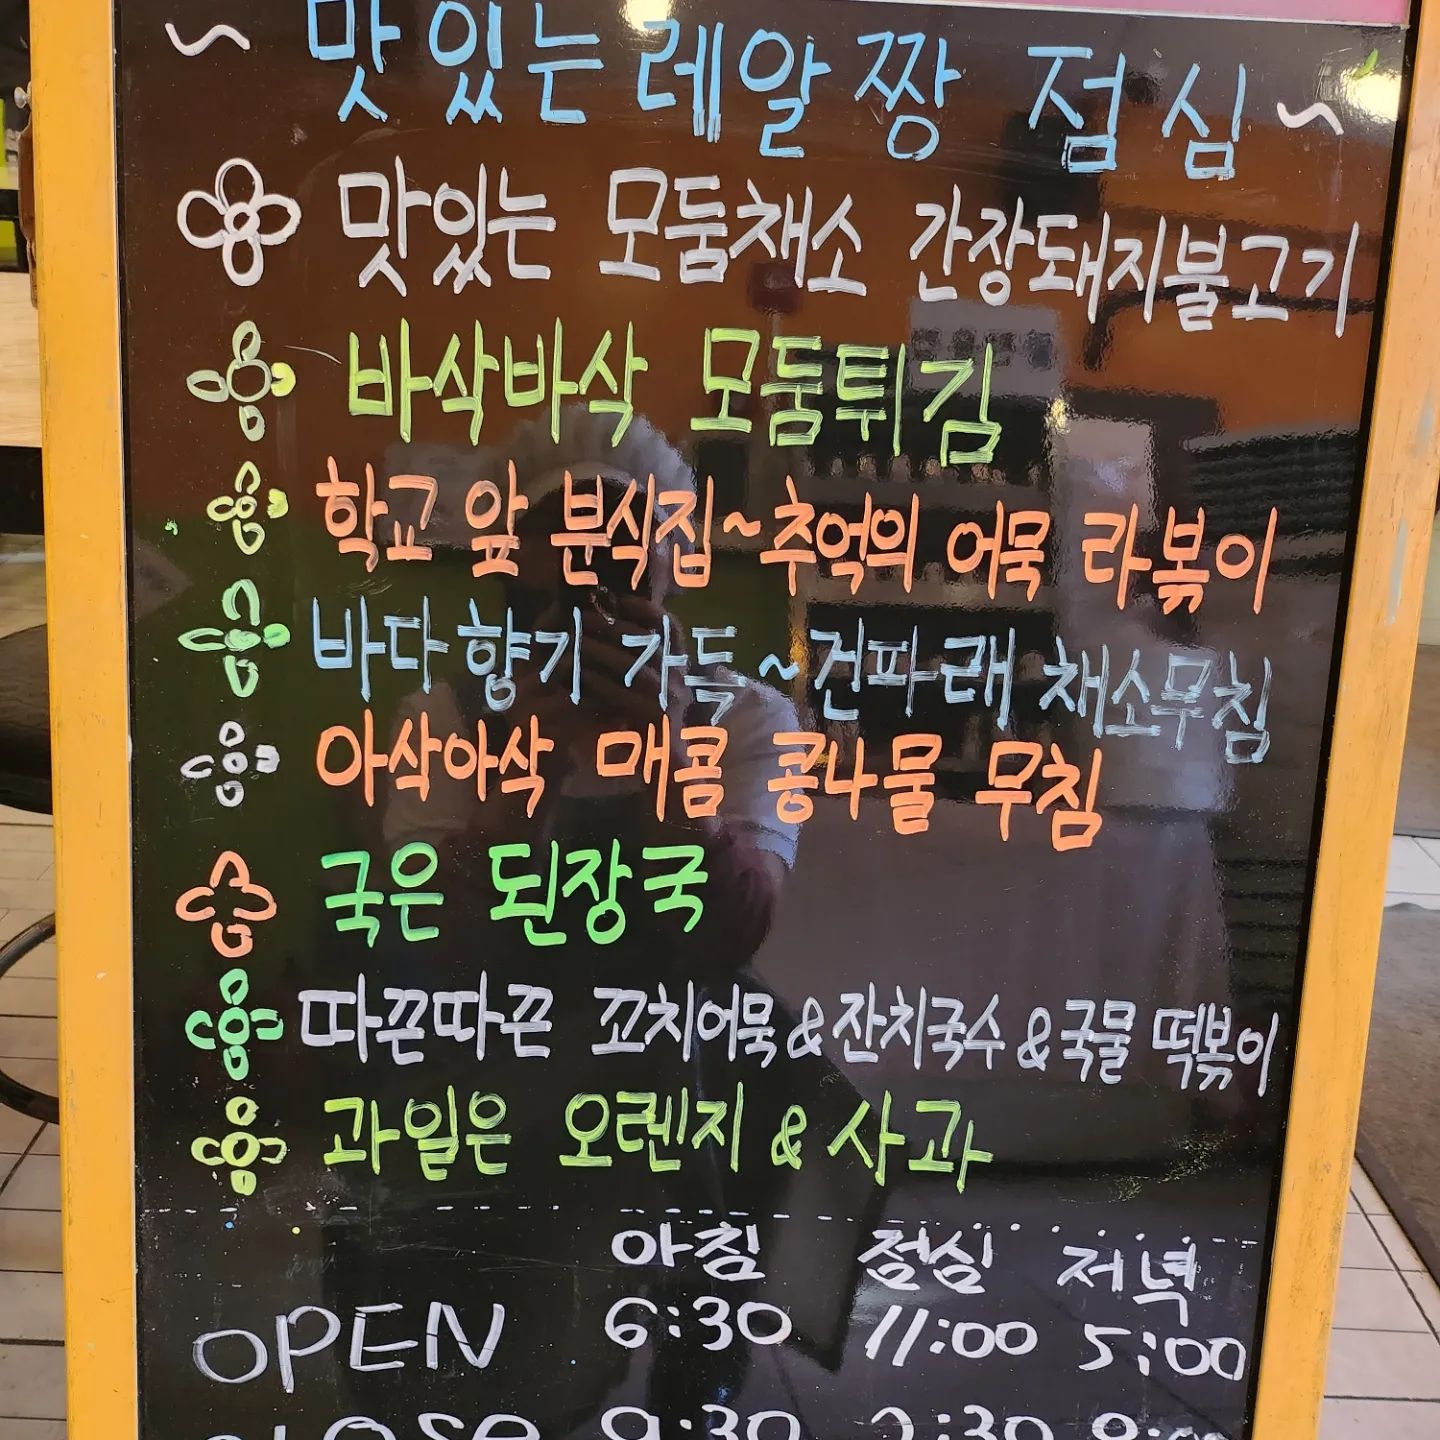 ~ 맛있는 레알 짱 점심 ~
맛있는 모둠채소 간장돼지불고기
바삭바삭 모둠튀김
학교 앞 분식집~추억의 어묵 라볶이
바다향기 가득~건파래 채소무침
아삭아삭 매콤 콩나물 무침
국은 된장국
따끈따끈 꼬치어묵 & 잔치국수 & 국물 떡볶이
과일은 오렌지 & 사과
아침 점심 저녁
OPEN 6:30 11:00 5:00
close 9:30 2:30